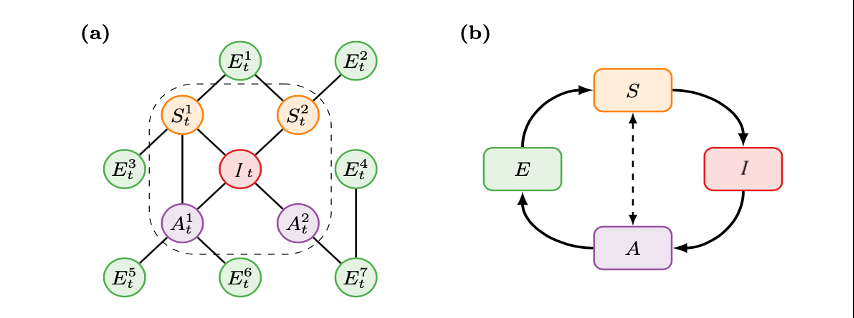 (a)
(b)
E_t^1
E_t^2
S_t^1
S_t^2
E_t^3
I_t
E_t^4
A_t^1
A_t^2
E_t^5
E_t^6
E_t^7
S
E
I
A